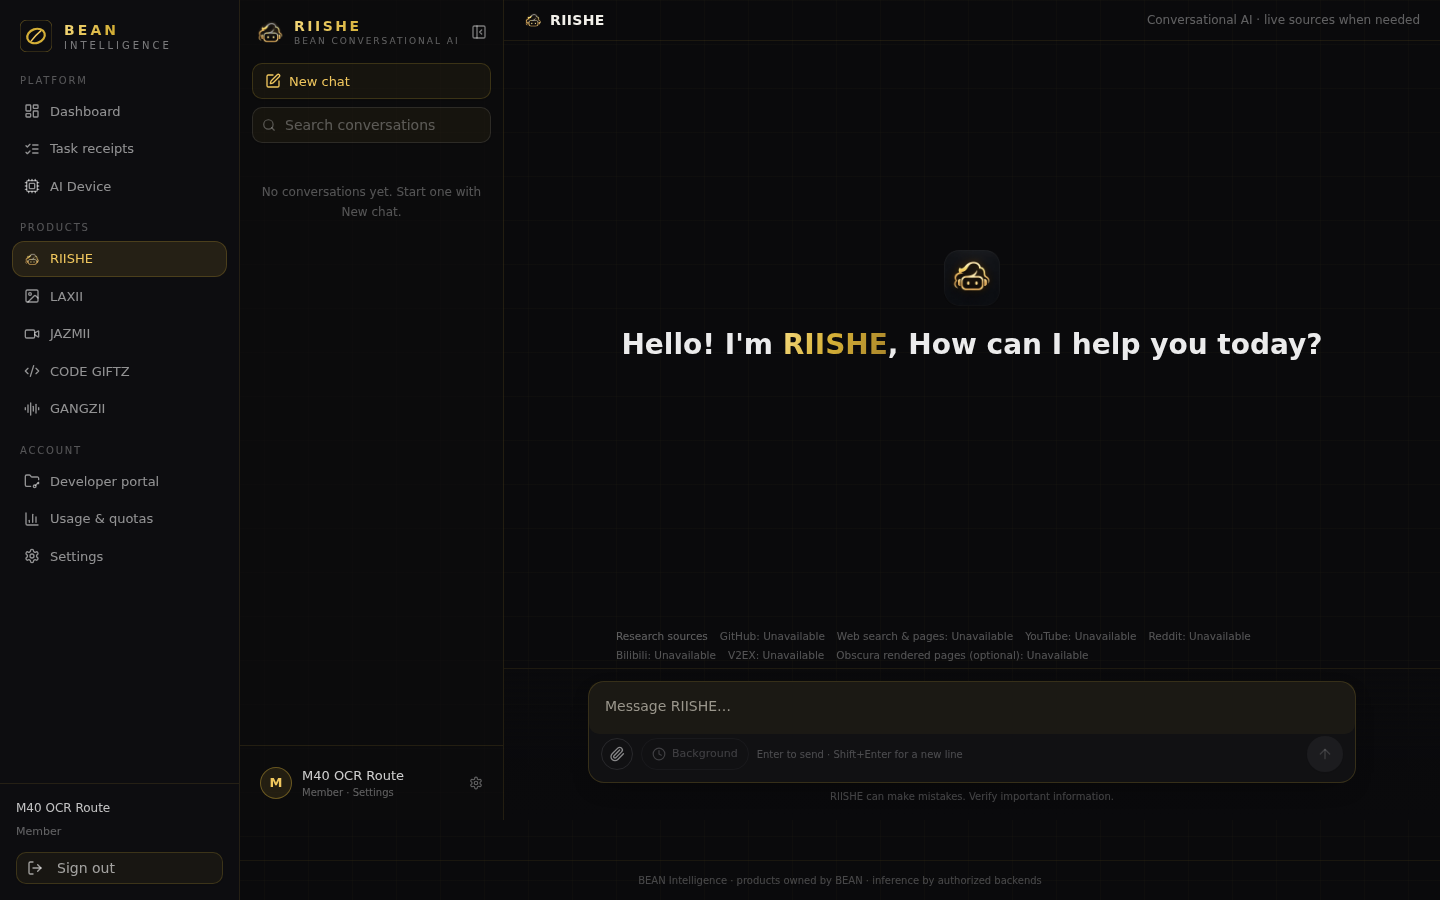 BEAN
INTELLIGENCE
PLATFORM
Dashboard
Task receipts
AI Device
PRODUCTS
RIISHE
LAXII
JAZMII
CODE GIFTZ
GANGZII
ACCOUNT
Developer portal
Usage & quotas
Settings
M40 OCR Route
Member
Sign out
RIISHE
BEAN CONVERSATIONAL AI
New chat
Search conversations
No conversations yet. Start one with
New chat.
M
M40 OCR Route
Member · Settings
RIISHE
Conversational AI · live sources when needed
Hello! I'm RIISHE, How can I help you today?
Research sources GitHub: Unavailable Web search & pages: Unavailable YouTube: Unavailable Reddit: Unavailable
Bilibili: Unavailable V2EX: Unavailable Obscura rendered pages (optional): Unavailable
Message RIISHE...
Background
Enter to send · Shift+Enter for a new line
RIISHE can make mistakes. Verify important information.
BEAN Intelligence · products owned by BEAN · inference by authorized backends